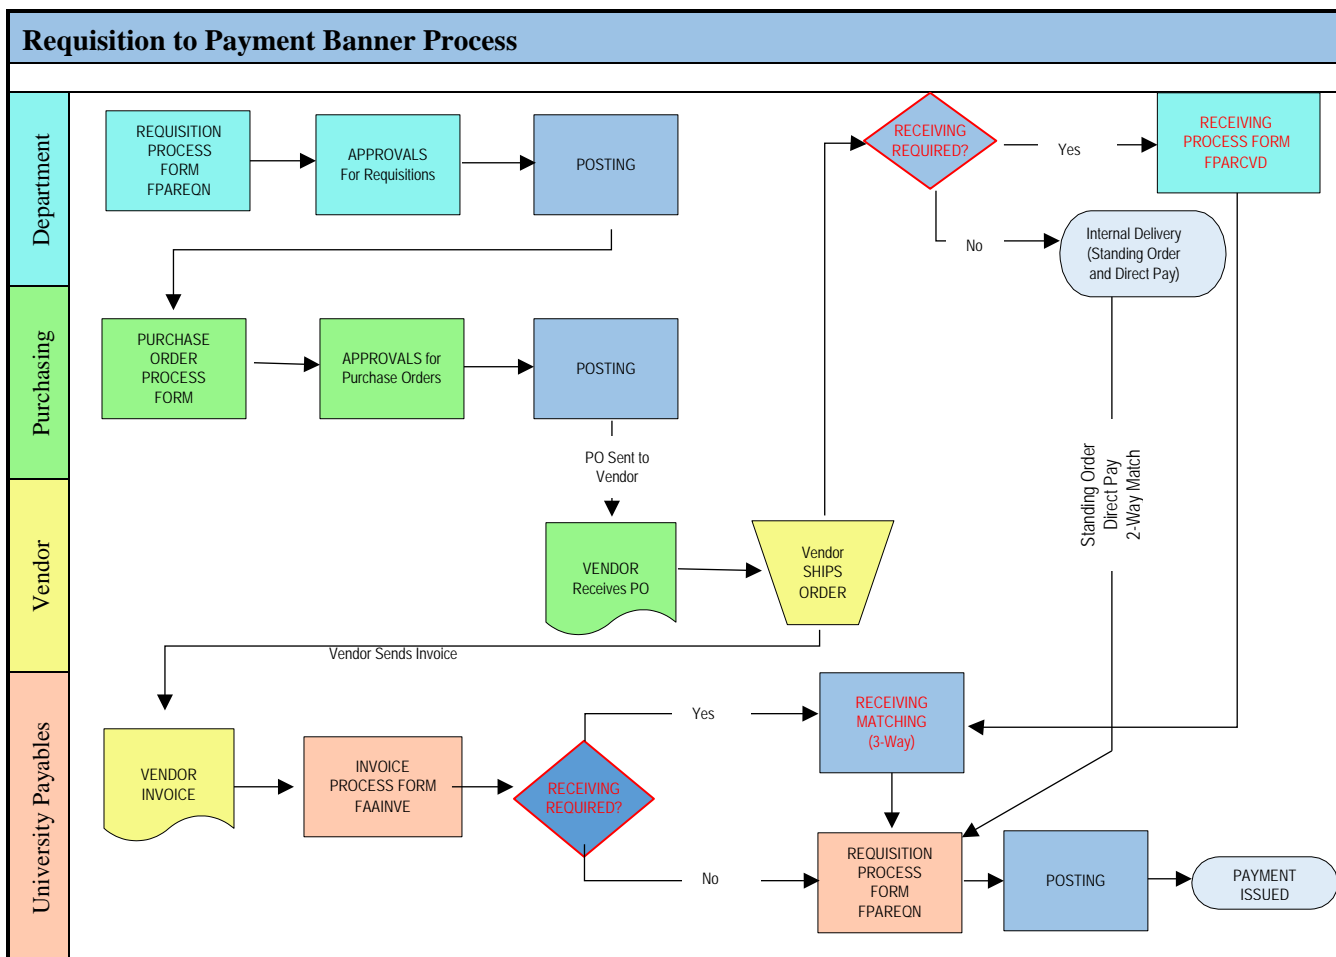 Requisition to Payment Banner Process
Department
REQUISITION
PROCESS
FORM
FPAREQN
APPROVALS
For Requisitions
POSTING
RECEIVING
REQUIRED?
Yes
RECEIVING
PROCESS FORM
FPARCVD
No
Internal Delivery
(Standing Order
and Direct Pay)
Purchasing
PURCHASE
ORDER
PROCESS
FORM
APPROVALS for
Purchase Orders
POSTING
PO Sent to
Vendor
Standing Order
Direct Pay
2-Way Match
Vendor
VENDOR
Receives PO
Vendor
SHIPS
ORDER
Vendor Sends Invoice
University Payables
VENDOR
INVOICE
INVOICE
PROCESS FORM
FAAINVE
RECEIVING
REQUIRED?
Yes
RECEIVING
MATCHING
(3-Way)
No
REQUISITION
PROCESS
FORM
FPAREQN
POSTING
PAYMENT
ISSUED